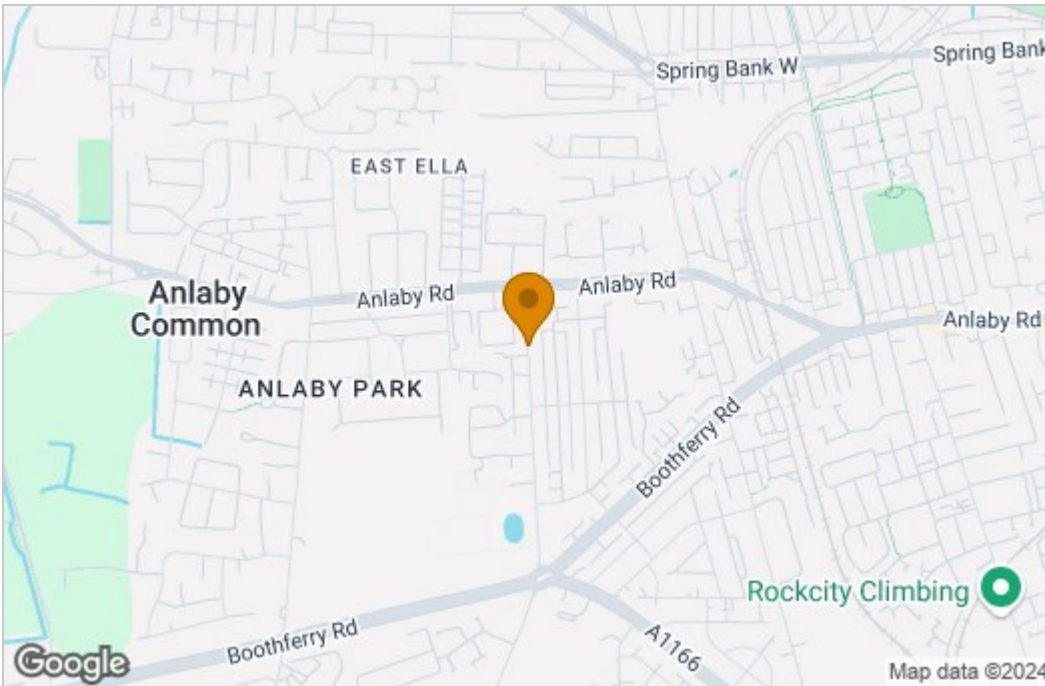 Spring Bank W
Spring Bank
EAST ELLA
Anlaby Rd
Anlaby Rd
Anlaby
Common
Anlaby Rd
ANLABY PARK
Boothferry Rd
Rockcity Climbing
Boothferry Rd
A1166
Google
Map data ©2024